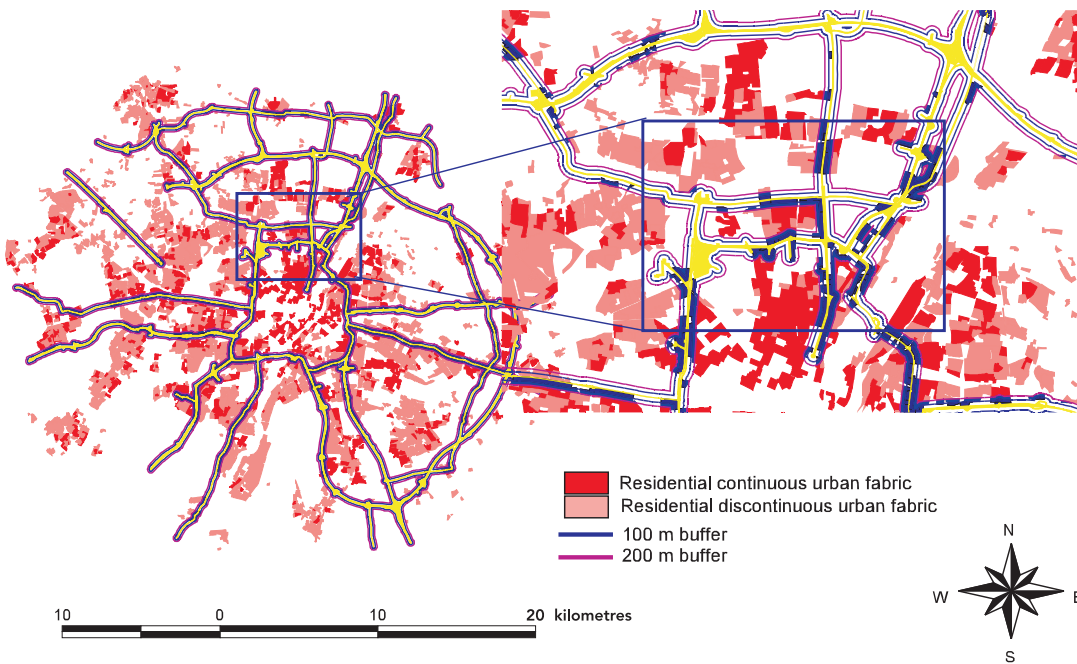 Residential continuous urban fabric
Residential discontinuous urban fabric
100 m buffer
200 m buffer
10 0 10 20 kilometres
N
W E
S